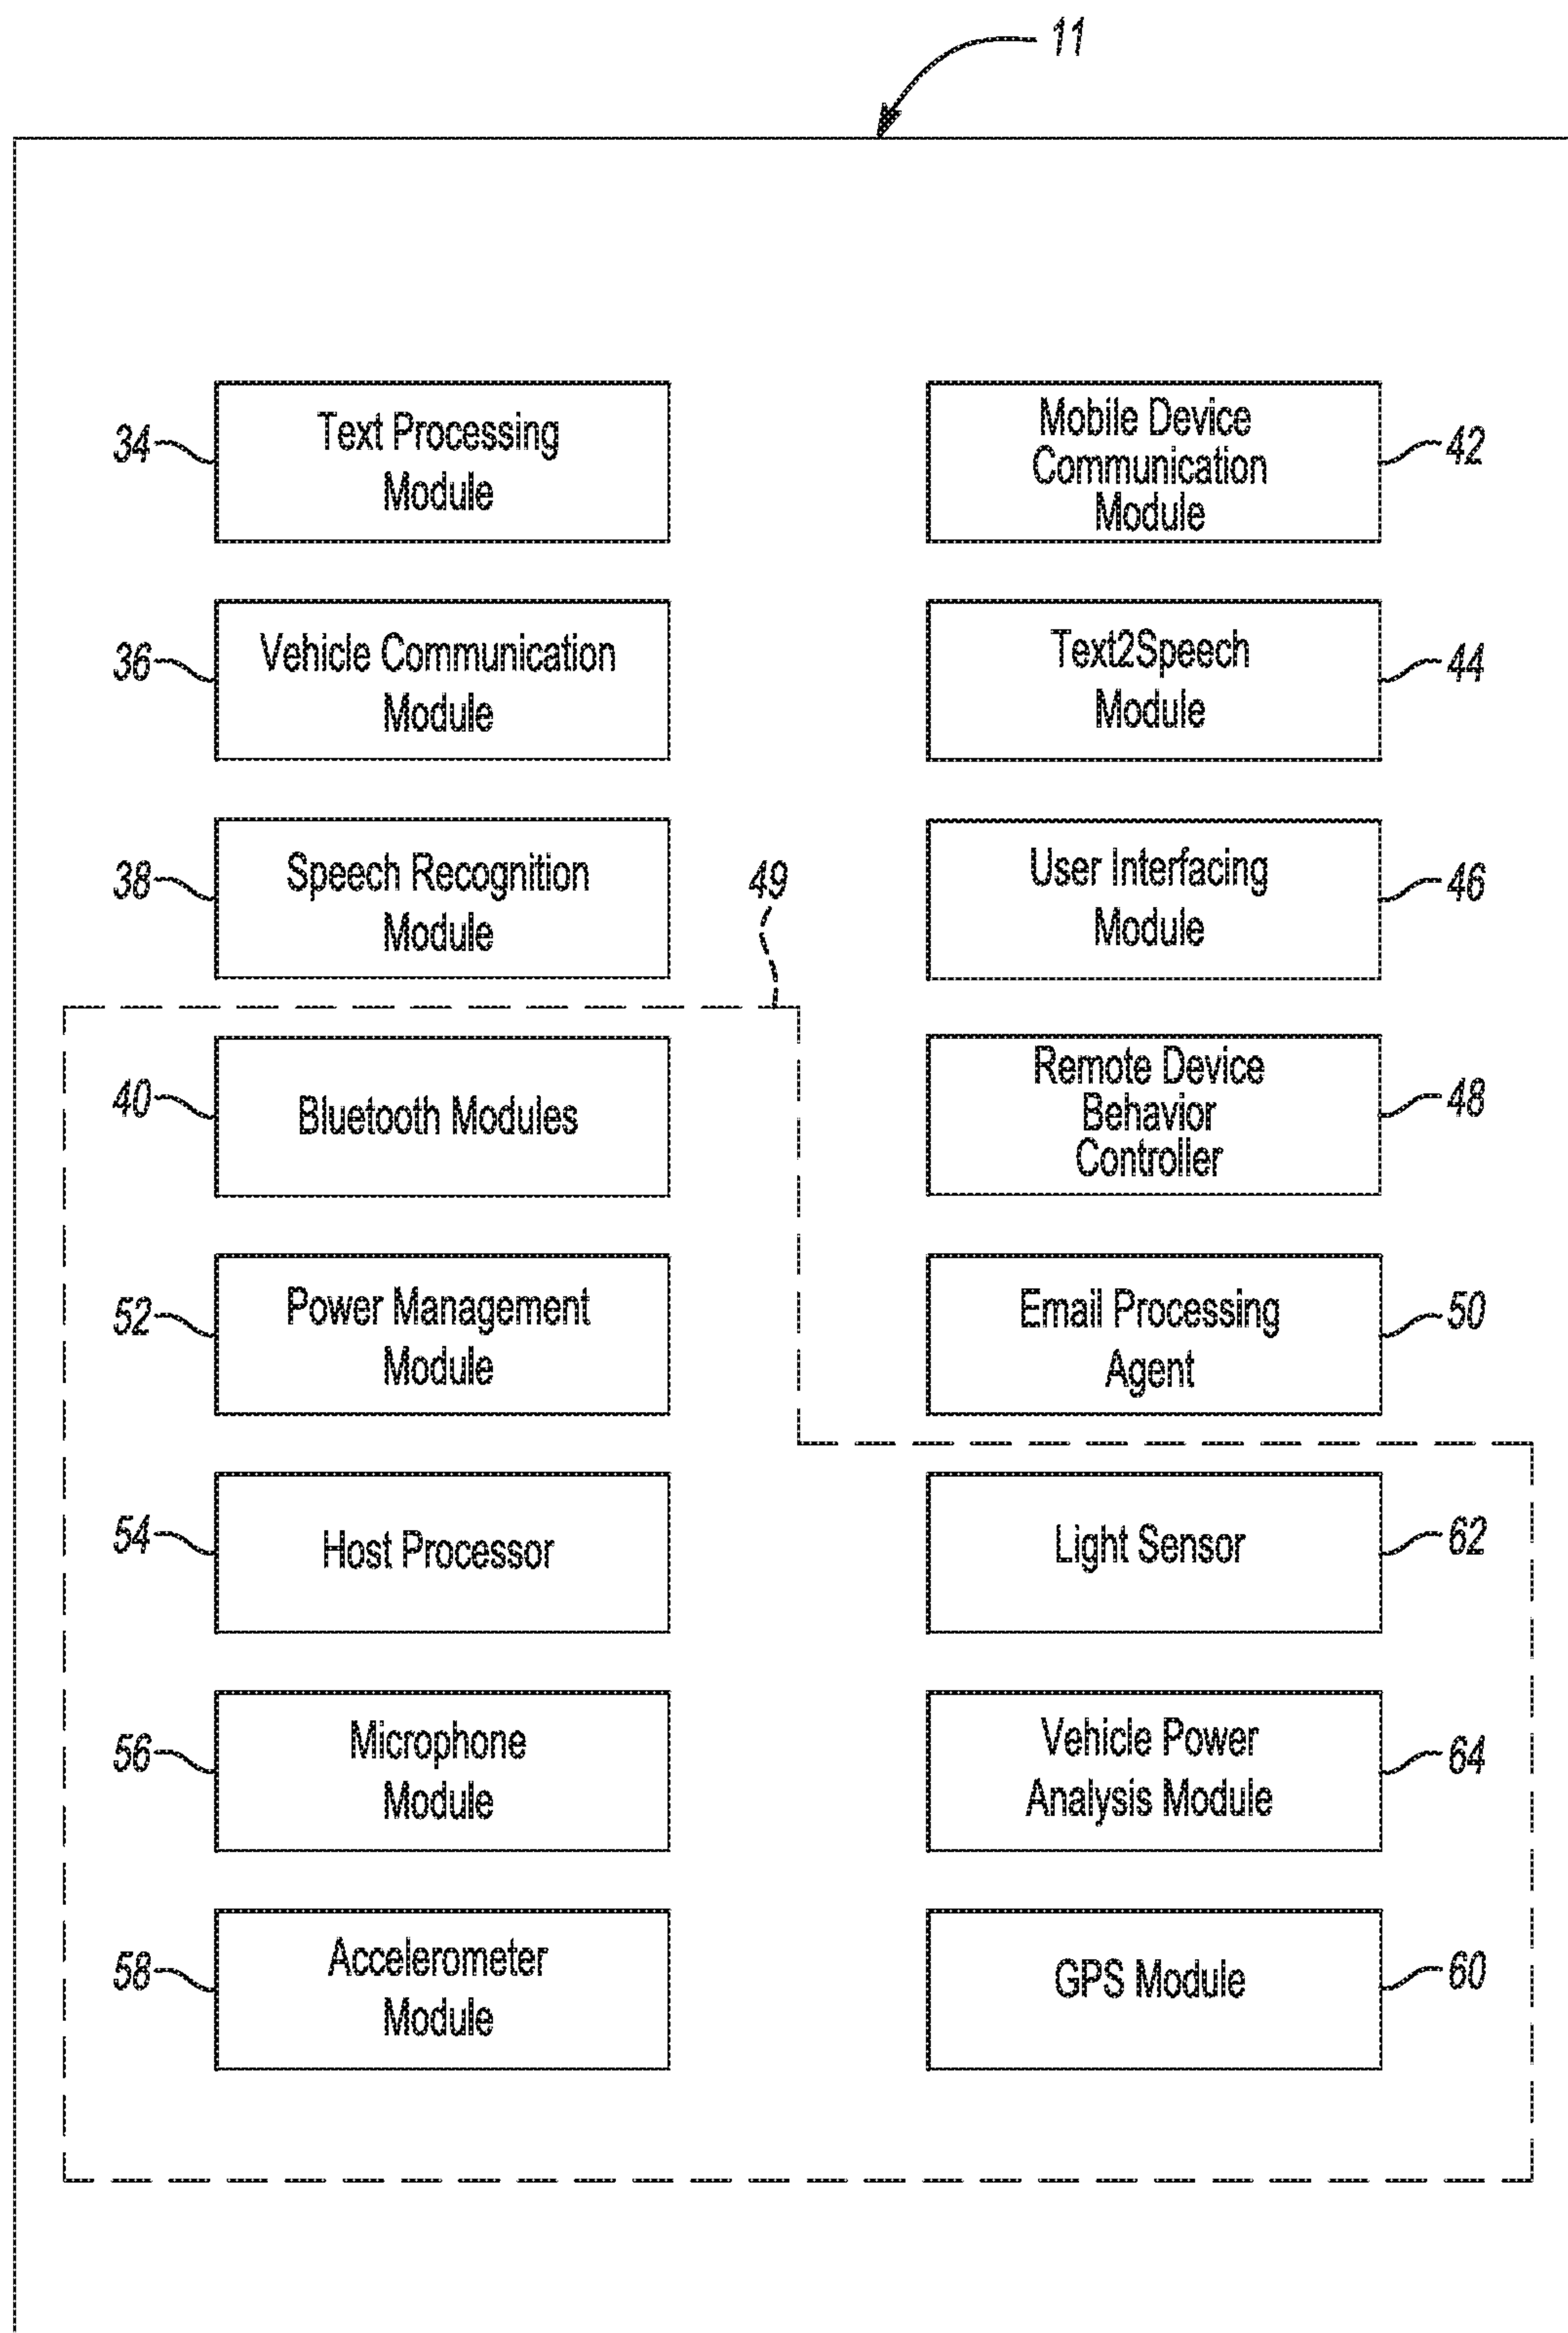 11
34
Text Processing
Module
Mobile Device
Communication
Module
42
36
Vehicle Communication
Module
Text2Speech
Module
44
38
Speech Recognition
Module
49
User Interfacing
Module
46
40
Bluetooth Modules
Remote Device
Behavior
Controller
48
52
Power Management
Module
Email Processing
Agent
50
54
Host Processor
Light Sensor
62
56
Microphone
Module
Vehicle Power
Analysis Module
64
58
Accelerometer
Module
GPS Module
60